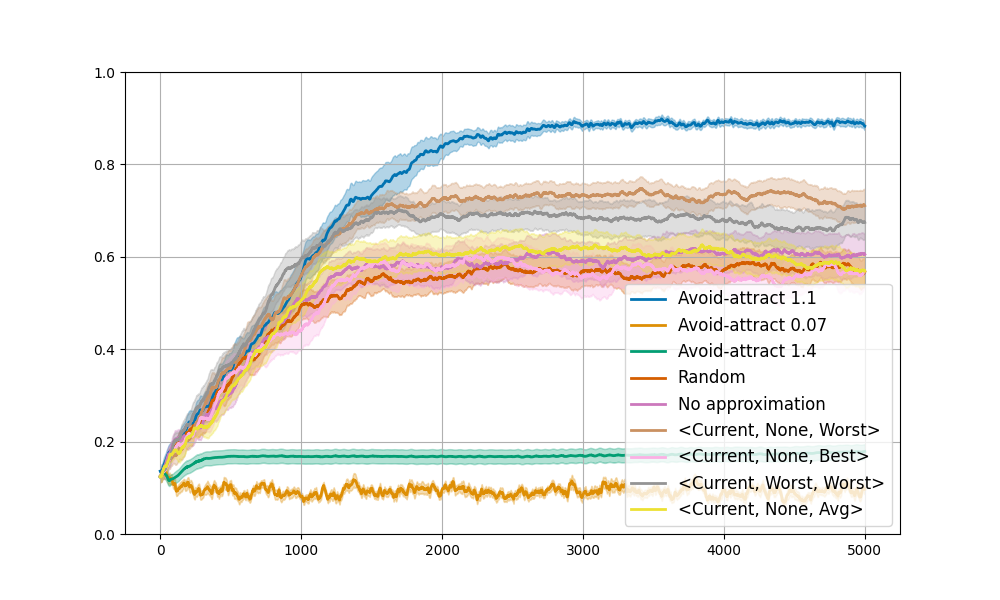 1.0
0.8
0.6
0.4
0.2
0.0
0 1000 2000 3000 4000 5000
Avoid-attract 1.1
Avoid-attract 0.07
Avoid-attract 1.4
Random
No approximation
<Current, None, Worst>
<Current, None, Best>
<Current, Worst, Worst>
<Current, None, Avg>